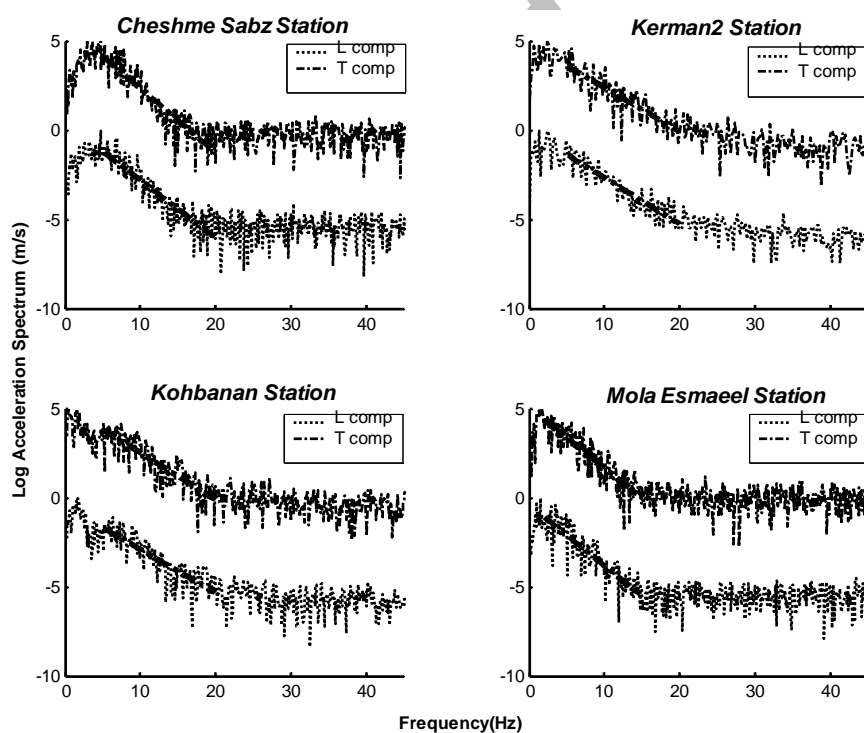 Cheshme Sabz Station
5
0
-5
-10
0 10 20 30 40
L comp
T comp
Kerman2 Station
5
0
-5
-10
0 10 20 30 40
L comp
T comp
Log Acceleration Spectrum (m/s)
Kohbanan Station
5
0
-5
-10
0 10 20 30 40
L comp
T comp
Mola Esmaeel Station
5
0
-5
-10
0 10 20 30 40
L comp
T comp
Frequency(Hz)